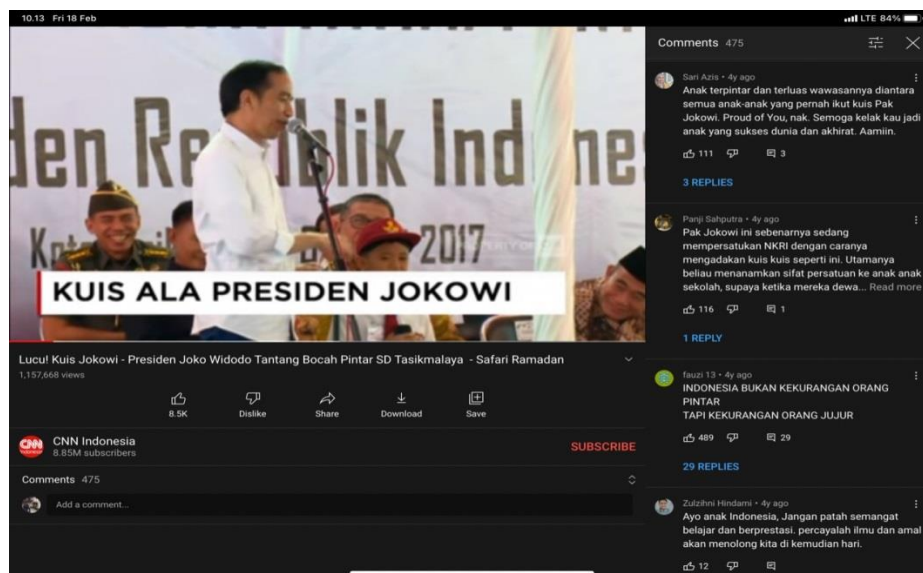 10.13 Fri 18 Feb
LTE 84%
den Republik Indones
Kota
2017
KUIS ALA PRESIDEN JOKOWI
Lucu! Kuis Jokowi - Presiden Joko Widodo Tantang Bocah Pintar SD Tasikmalaya - Safari Ramadan
1,157,668 views
8.5K
Dislike
Share
Download
Save
CNN Indonesia
8.85M subscribers
SUBSCRIBE
Comments 475
Add a comment...
Comments 475
Sari Azis • 4y ago
Anak terpintar dan terluas wawasannya diantara
semua anak-anak yang pernah ikut kuis Pak
Jokowi. Proud of You, nak. Semoga kelak kau jadi
anak yang sukses dunia dan akhirat. Aamiin.
111 3
3 REPLIES
Panji Sahputra • 4y ago
Pak Jokowi ini sebenarnya sedang
mempersatukan NKRI dengan caranya
mengadakan kuis kuis seperti ini. Utamanya
beliau menanamkan sifat persatuan ke anak anak
sekolah, supaya ketika mereka dewa... Read more
116 1
1 REPLY
fauzi 13 • 4y ago
INDONESIA BUKAN KEKURANGAN ORANG
PINTAR
TAPI KEKURANGAN ORANG JUJUR
489 29
29 REPLIES
Zulzihni Hindami • 4y ago
Ayo anak Indonesia, Jangan patah semangat
belajar dan berprestasi. percayalah ilmu dan amal
akan menolong kita di kemudian hari.
12